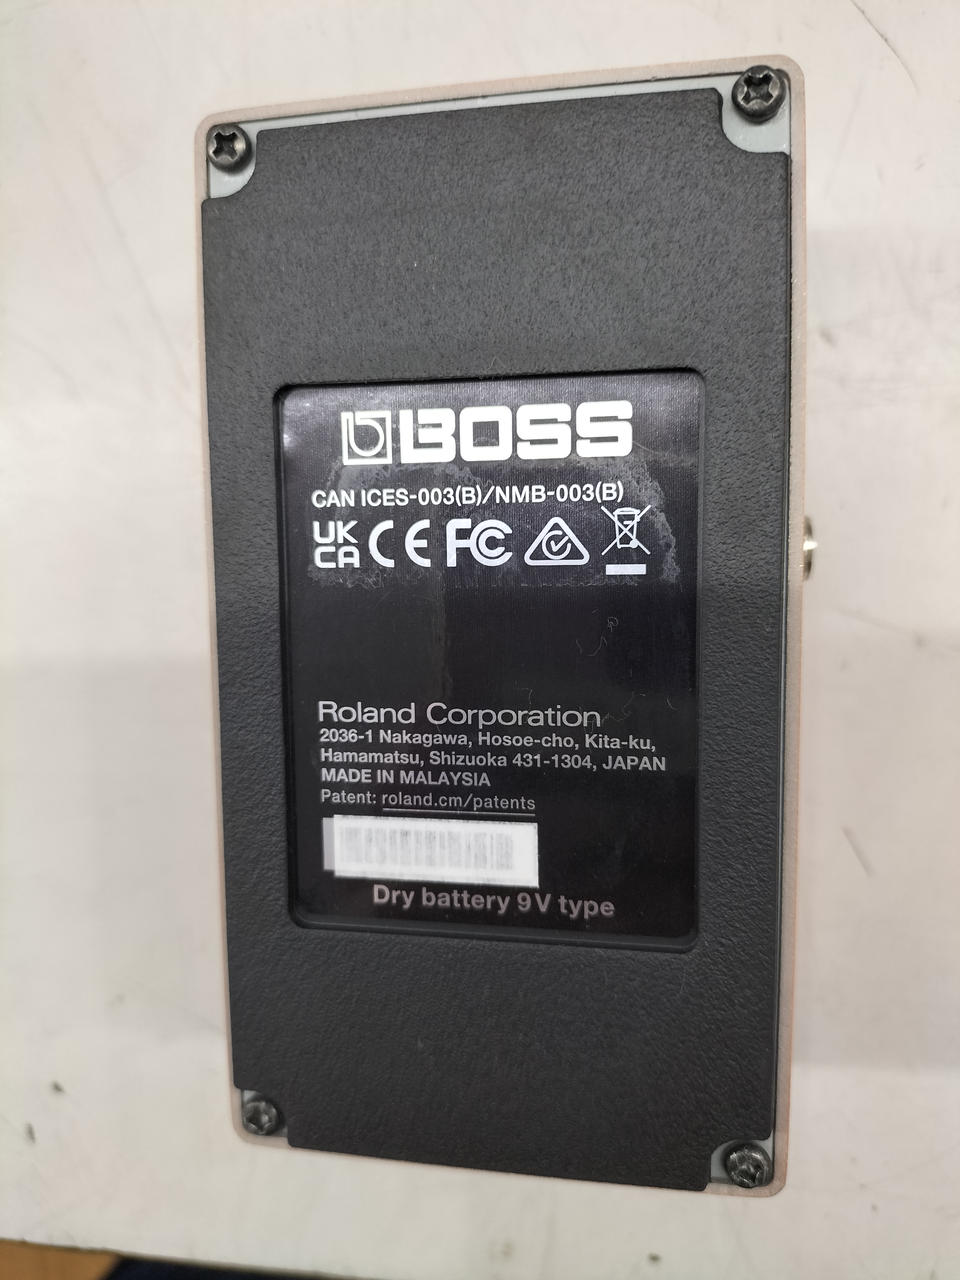 BOSS
CAN ICES-003(B)/NMB-003(B)
UK
CA CE FC
Roland Corporation
2036-1 Nakagawa, Hosoe-cho, Kita-ku,
Hamamatsu, Shizuoka 431-1304, JAPAN
MADE IN MALAYSIA
Patent: roland.cm/patents
Dry battery 9V type